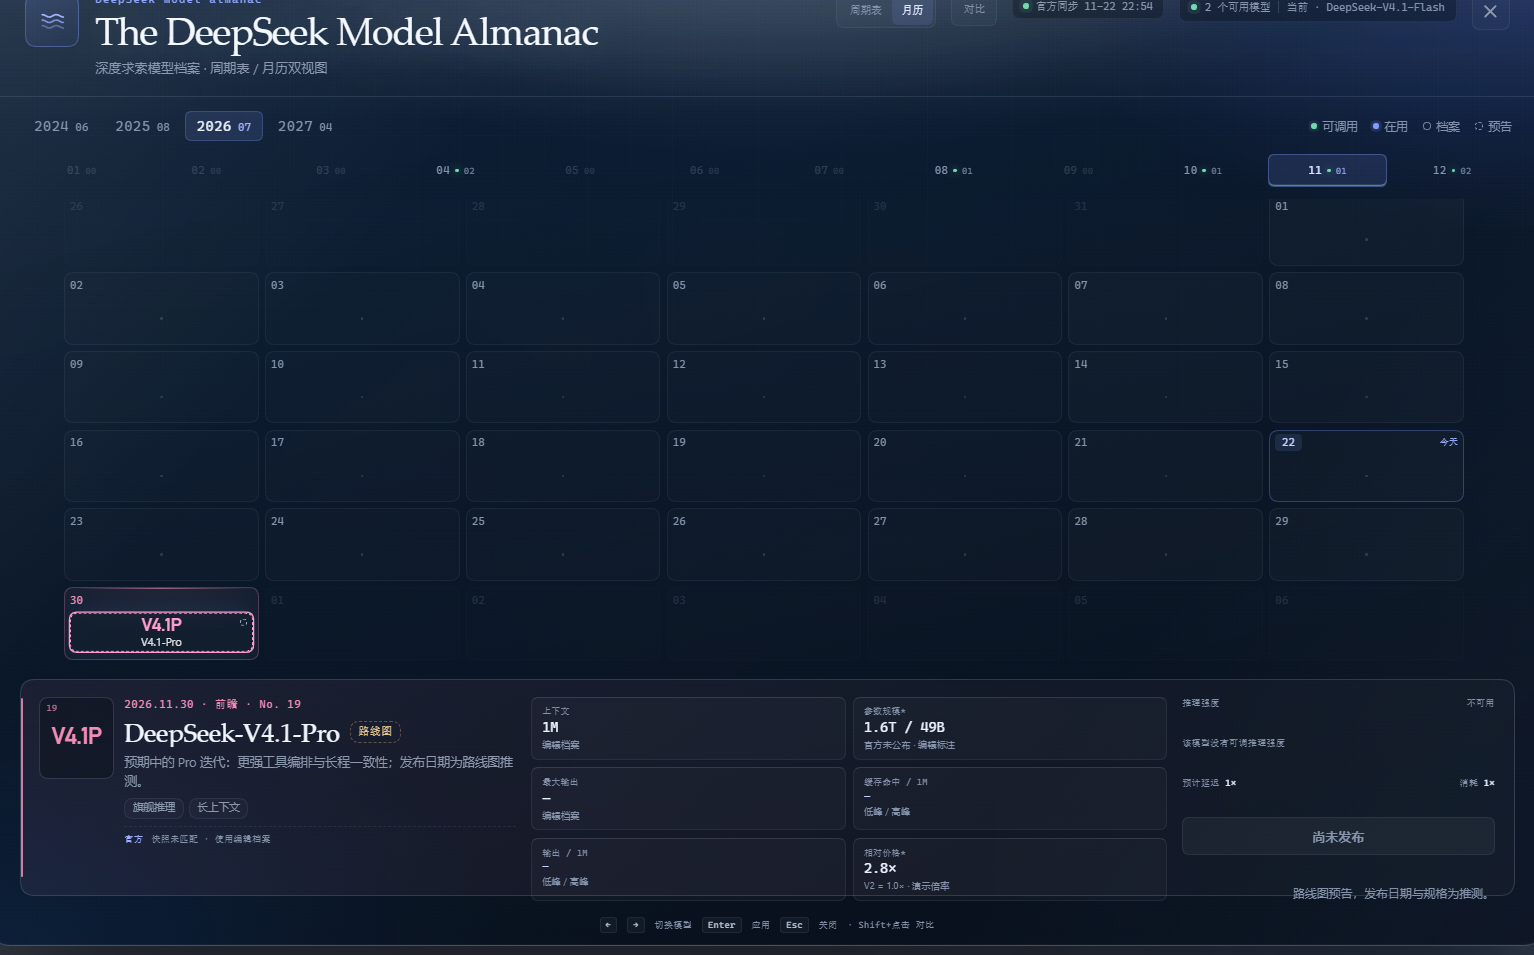 DeepSeek model almanac
The DeepSeek Model Almanac
深度求索模型档案 · 周期表 / 月历双视图
周期表 月历 对比
官方同步 11-22 22:54
2 个可用模型 | 当前 · DeepSeek-V4.1-Flash
2024 06 2025 08 2026 07 2027 04
可调用 在用 档案 预告
01 00 02 00 03 00 04 • 02 05 00 06 00 07 00 08 • 01 09 00 10 • 01 11 • 01 12 • 02
26 27 28 29 30 31 01
02 03 04 05 06 07 08
09 10 11 12 13 14 15
16 17 18 19 20 21 22 今天
23 24 25 26 27 28 29
30 01 02 03 04 05 06
V4.1P
V4.1-Pro
19
V4.1P
2026.11.30 · 前瞻 · No. 19
DeepSeek-V4.1-Pro 路线图
预期中的 Pro 迭代：更强工具编排与长程一致性；发布日期为路线图推
测。
旗舰推理 长上下文
官方 快照未匹配 · 使用编辑档案
上下文
1M
编辑档案
参数规模*
1.6T / 49B
官方未公布 · 编辑标注
最大输出
—
编辑档案
缓存命中 / 1M
—
低峰 / 高峰
输出 / 1M
—
低峰 / 高峰
相对价格*
2.8×
V2 = 1.0× · 演示倍率
推理强度 不可用
该模型没有可调推理强度
预计延迟 1× 消耗 1×
尚未发布
路线图预告，发布日期与规格为推测。
← → 切换模型 Enter 应用 Esc 关闭 · Shift+点击 对比